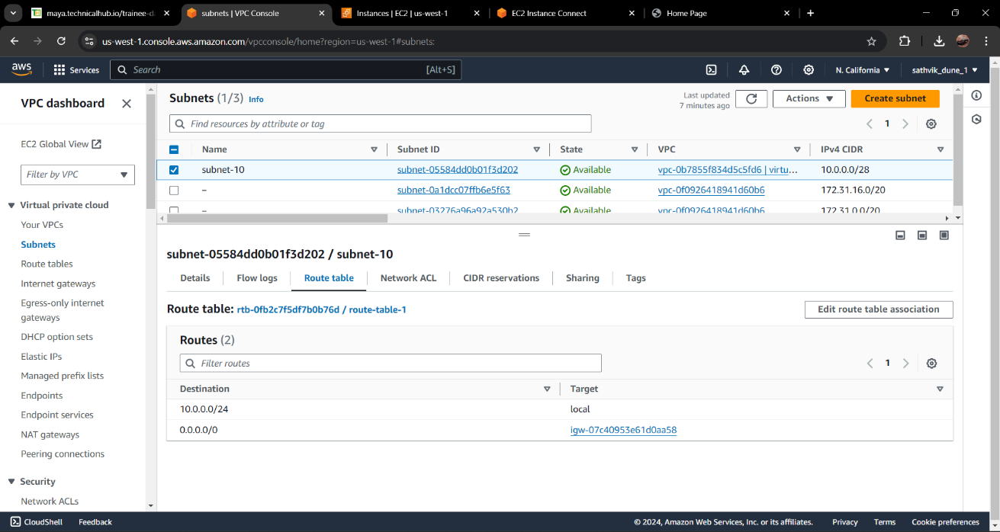 maya.technicalhub.io/trainee-da
subnets | VPC Console
Instances | EC2 | us-west-1
EC2 Instance Connect
Home Page
us-west-1.console.aws.amazon.com/vpcconsole/home?region=us-west-1#subnets:
aws
Services
Search
[Alt+S]
N. California
sathvik_dune_1
VPC dashboard
EC2 Global View
Filter by VPC
Virtual private cloud
Your VPCs
Subnets
Route tables
Internet gateways
Egress-only internet
gateways
DHCP option sets
Elastic IPs
Managed prefix lists
Endpoints
Endpoint services
NAT gateways
Peering connections
Security
Network ACLs
Subnets (1/3) Info
Last updated
7 minutes ago
Actions
Create subnet
Find resources by attribute or tag
1
Name Subnet ID State VPC IPv4 CIDR
subnet-10 subnet-05584dd0b01f3d202 Available vpc-0b7855f834d5c5fd6 | virtu... 10.0.0.0/28
– subnet-0a1dcc07ffb6e5f63 Available vpc-0f0926418941d60b6 172.31.16.0/20
– subnet-03276a96a92a530b2 Available vpc-0f0926418941d60b6 172.31.0.0/20
subnet-05584dd0b01f3d202 / subnet-10
Details Flow logs Route table Network ACL CIDR reservations Sharing Tags
Route table: rtb-0fb2c7f5df7b0b76d / route-table-1
Edit route table association
Routes (2)
Filter routes
1
Destination Target
10.0.0.0/24 local
0.0.0.0/0 igw-07c40953e61d0aa58
CloudShell Feedback
© 2024, Amazon Web Services, Inc. or its affiliates. Privacy Terms Cookie preferences